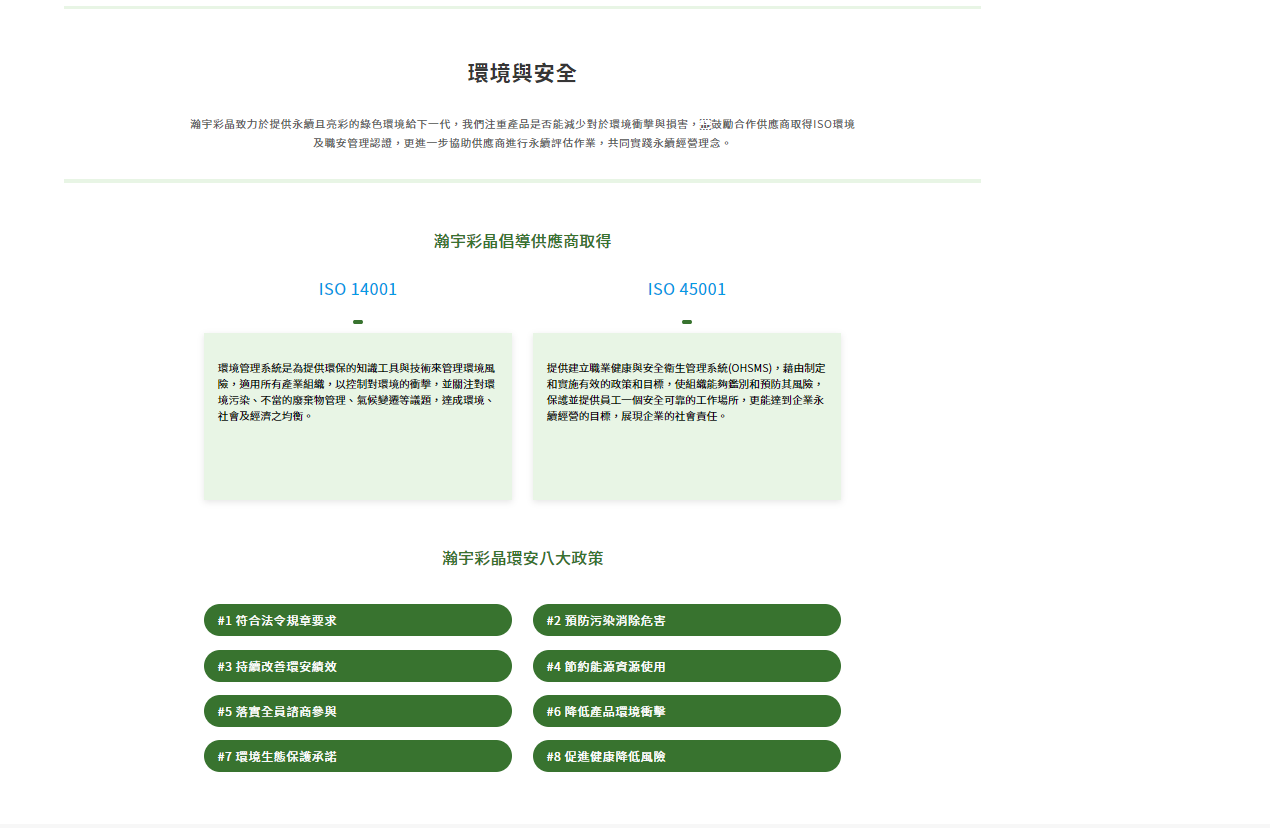 環境與安全
瀚宇彩晶致力於提供永續且亮彩的綠色環境給下一代，我們注重產品是否能減少對於環境衝擊與損害，鼓勵合作供應商取得ISO環境
及職安管理認證，更進一步協助供應商進行永續評估作業，共同實踐永續經營理念。
瀚宇彩晶倡導供應商取得
ISO 14001
ISO 45001
環境管理系統是為提供環保的知識工具與技術來管理環境風
險，適用所有產業組織，以控制對環境的衝擊，並關注對環
境污染、不當的廢棄物管理、氣候變遷等議題，達成環境、
社會及經濟之均衡。
提供建立職業健康與安全衛生管理系統(OHSMS)，藉由制定
和實施有效的政策和目標，使組織能夠鑑別和預防其風險，
保護並提供員工一個安全可靠的工作場所，更能達到企業永
續經營的目標，展現企業的社會責任。
瀚宇彩晶環安八大政策
#1 符合法令規章要求
#2 預防污染消除危害
#3 持續改善環安績效
#4 節約能源資源使用
#5 落實全員諮商參與
#6 降低產品環境衝擊
#7 環境生態保護承諾
#8 促進健康降低風險